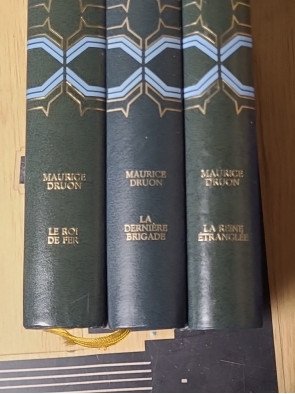 MAURICE
DRUON
LE ROI
DE FER
MAURICE
DRUON
LA
DERNIÈRE
BRIGADE
MAURICE
DRUON
LA REINE
ÉTRANGLÉE